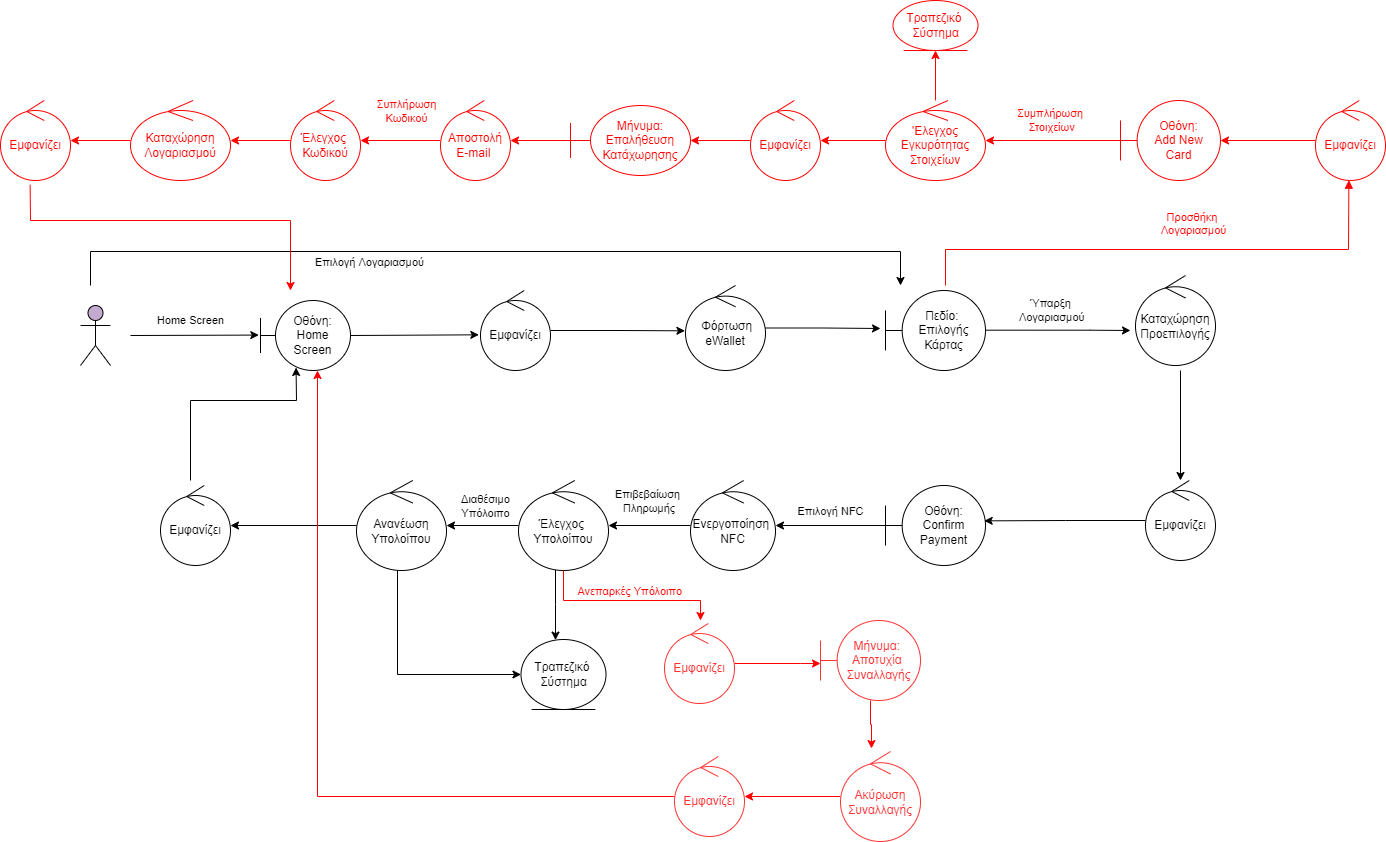 Τραπεζικό
Σύστημα
Εμφανίζει
Καταχώρηση
Λογαριασμού
Έλεγχος
Κωδικού
Συπλήρωση
Κωδικού
Αποστολή
E-mail
Μήνυμα:
Επαλήθευση
Κατάχωρησης
Εμφανίζει
Έλεγχος
Εγκυρότητας
Στοιχείων
Συμπλήρωση
Στοιχείων
Οθόνη:
Add New
Card
Εμφανίζει
Προσθήκη
Λογαριασμού
Επιλογή Λογαριασμού
Home Screen
Οθόνη:
Home
Screen
Εμφανίζει
Φόρτωση
eWallet
Πεδίο:
Επιλογής
Κάρτας
Ύπαρξη
Λογαριασμού
Καταχώρηση
Προεπιλογής
Εμφανίζει
Ανανέωση
Υπολοίπου
Διαθέσιμο
Υπόλοιπο
Έλεγχος
Υπολοίπου
Επιβεβαίωση
Πληρωμής
Ενεργοποίηση
NFC
Επιλογή NFC
Οθόνη:
Confirm
Payment
Εμφανίζει
Ανεπαρκές Υπόλοιπο
Τραπεζικό
Σύστημα
Εμφανίζει
Μήνυμα:
Αποτυχία
Συναλλαγής
Εμφανίζει
Ακύρωση
Συναλλαγής